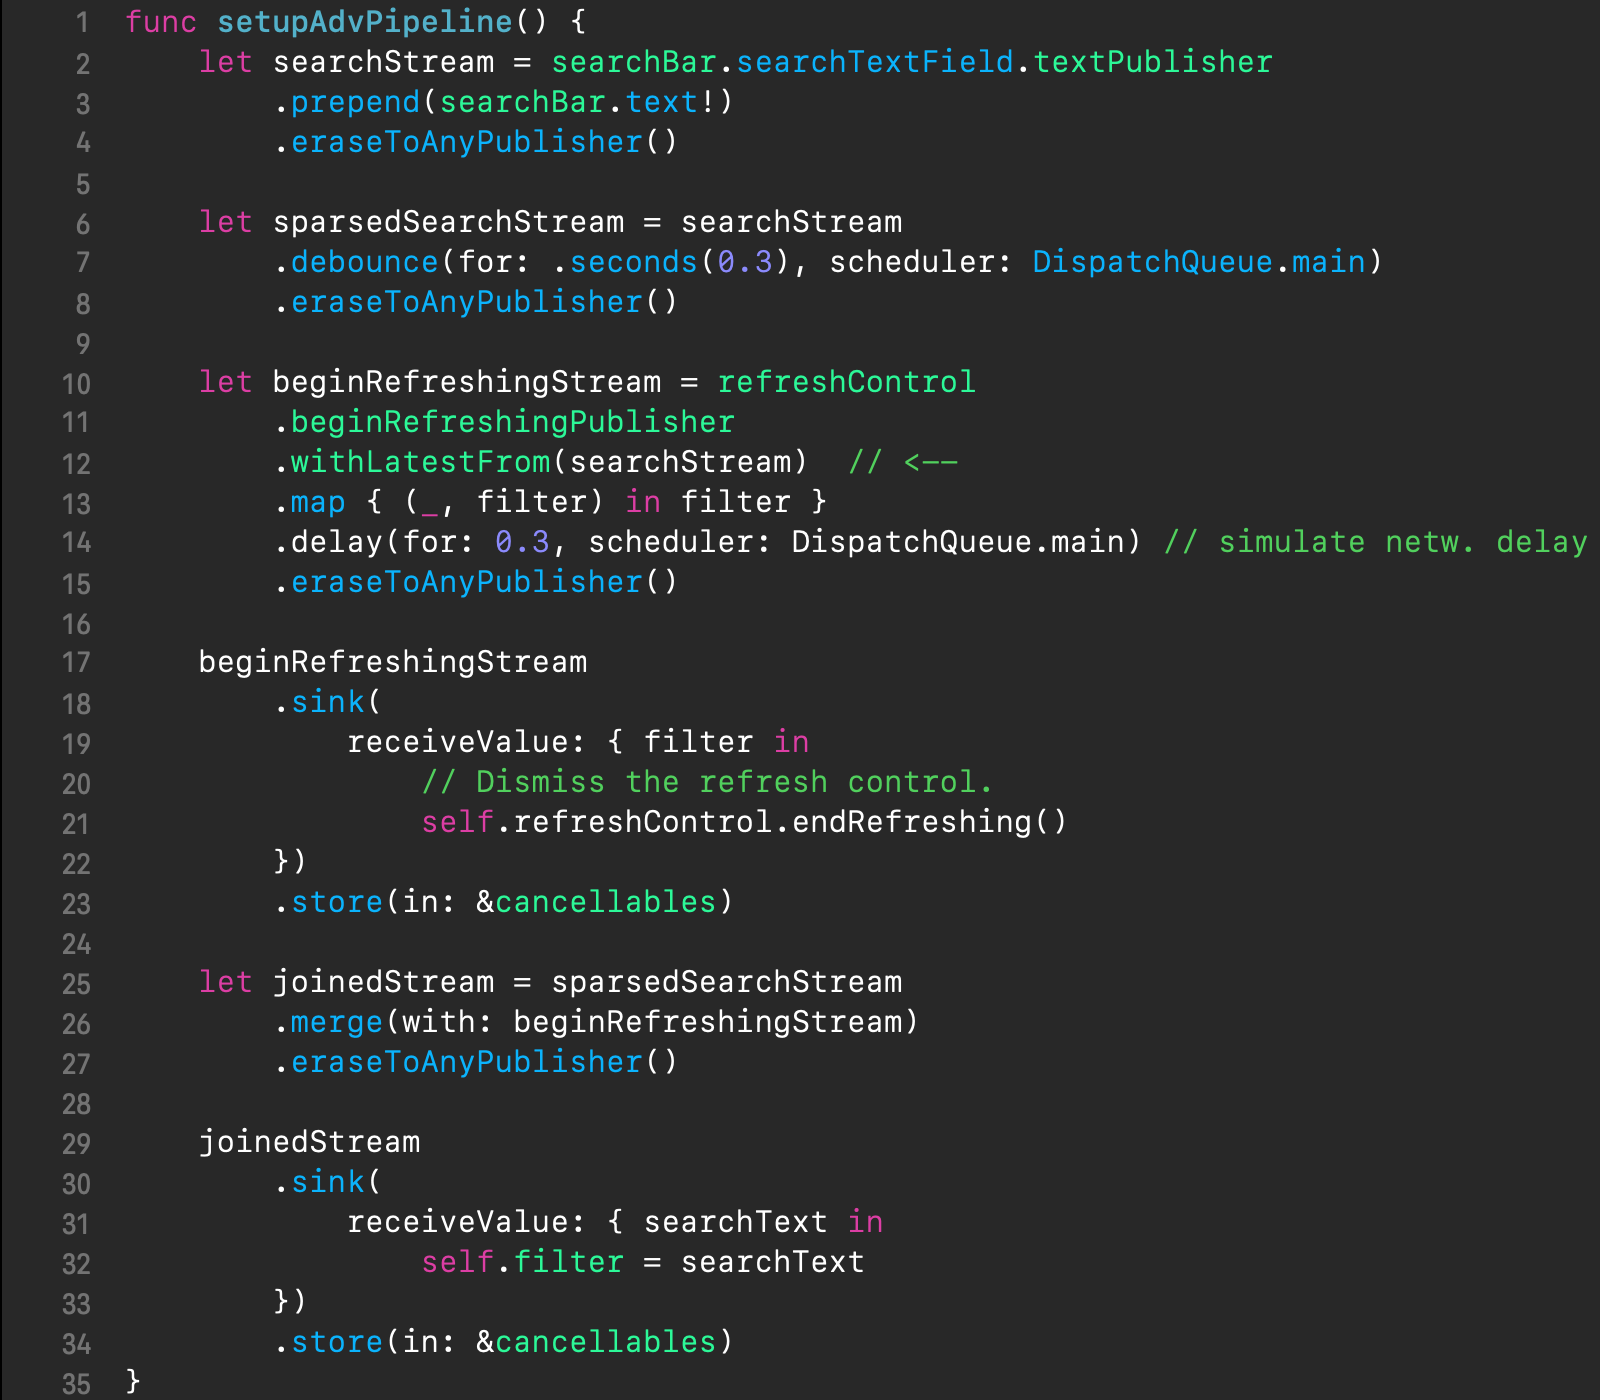 1 func setupAdvPipeline() {
2     let searchStream = searchBar.searchTextField.textPublisher
3         .prepend(searchBar.text!)
4         .eraseToAnyPublisher()
5
6     let sparsedSearchStream = searchStream
7         .debounce(for: .seconds(0.3), scheduler: DispatchQueue.main)
8         .eraseToAnyPublisher()
9
10     let beginRefreshingStream = refreshControl
11         .beginRefreshingPublisher
12         .withLatestFrom(searchStream)  // <--
13         .map { (_, filter) in filter }
14         .delay(for: 0.3, scheduler: DispatchQueue.main) // simulate netw. delay
15         .eraseToAnyPublisher()
16
17     beginRefreshingStream
18         .sink(
19             receiveValue: { filter in
20                 // Dismiss the refresh control.
21                 self.refreshControl.endRefreshing()
22         })
23         .store(in: &cancellables)
24
25     let joinedStream = sparsedSearchStream
26         .merge(with: beginRefreshingStream)
27         .eraseToAnyPublisher()
28
29     joinedStream
30         .sink(
31             receiveValue: { searchText in
32                 self.filter = searchText
33         })
34         .store(in: &cancellables)
35 }